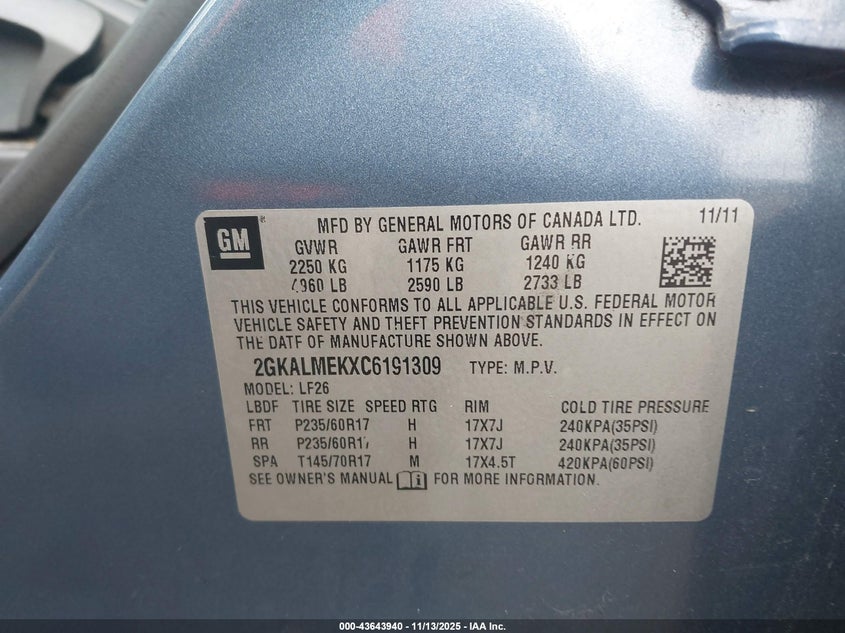 GM ® MFD BY GENERAL MOTORS OF CANADA LTD. 11/11
GVWR GAWR FRT GAWR RR
2250 KG 1175 KG 1240 KG
4960 LB 2590 LB 2733 LB
THIS VEHICLE CONFORMS TO ALL APPLICABLE U.S. FEDERAL MOTOR
VEHICLE SAFETY AND THEFT PREVENTION STANDARDS IN EFFECT ON
THE DATE OF MANUFACTURE SHOWN ABOVE.
2GKALMEKXC6191309 TYPE: M.P.V.
MODEL: LF26
LBDF TIRE SIZE SPEED RTG RIM COLD TIRE PRESSURE
FRT P235/60R17 H 17X7J 240KPA(35PSI)
RR P235/60R17 H 17X7J 240KPA(35PSI)
SPA T145/70R17 M 17X4.5T 420KPA(60PSI)
SEE OWNER'S MANUAL FOR MORE INFORMATION.
000-43643940 - 11/13/2025 - IAA Inc.